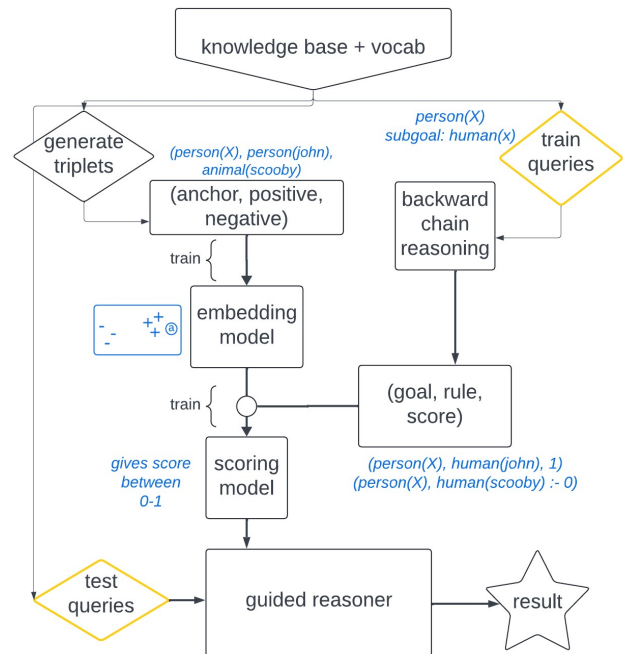 knowledge base + vocab
generate
triplets
person(X)
subgoal: human(x)
train
queries
(person(X), person(john),
animal(scooby)
(anchor, positive,
negative)
backward
chain
reasoning
train
embedding
model
- - - + + + + a
train
(goal, rule,
score)
gives score
between
0-1
scoring
model
(person(X), human(john), 1)
(person(X), human(scooby) :- 0)
test
queries
guided reasoner
result